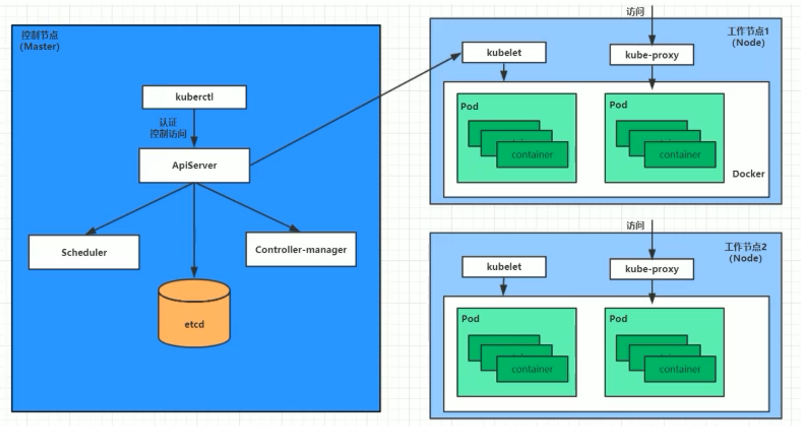 控制节点
(Master)
kuberctl
认证
控制访问
ApiServer
Scheduler
Controller-manager
etcd
访问
工作节点1
(Node)
kubelet
kube-proxy
Pod
container
Pod
container
Docker
访问
工作节点2
(Node)
kubelet
kube-proxy
Pod
container
Pod
container